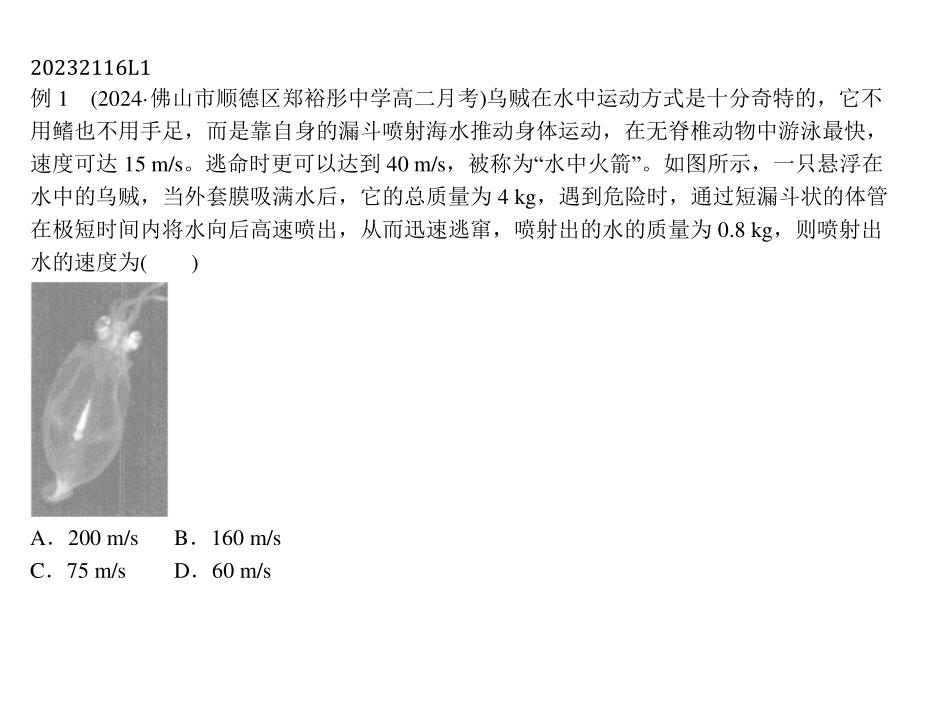 20232116L1
例 1　(2024·佛山市顺德区郑裕彤中学高二月考)乌贼在水中运动方式是十分奇特的，它不
用鳍也不用手足，而是靠自身的漏斗喷射海水推动身体运动，在无脊椎动物中游泳最快，
速度可达 15 m/s。逃命时更可以达到 40 m/s，被称为“水中火箭”。如图所示，一只悬浮在
水中的乌贼，当外套膜吸满水后，它的总质量为 4 kg，遇到危险时，通过短漏斗状的体管
在极短时间内将水向后高速喷出，从而迅速逃窜，喷射出的水的质量为 0.8 kg，则喷射出
水的速度为(　　)
A．200 m/s　B．160 m/s
C．75 m/s　D．60 m/s